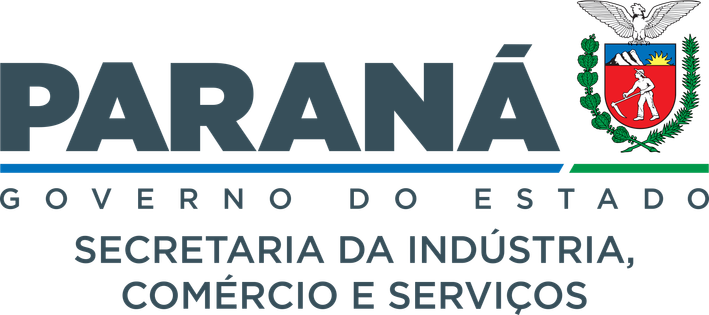 PARANÁ
GOVERNO DO ESTADO
SECRETARIA DA INDÚSTRIA,
COMÉRCIO E SERVIÇOS